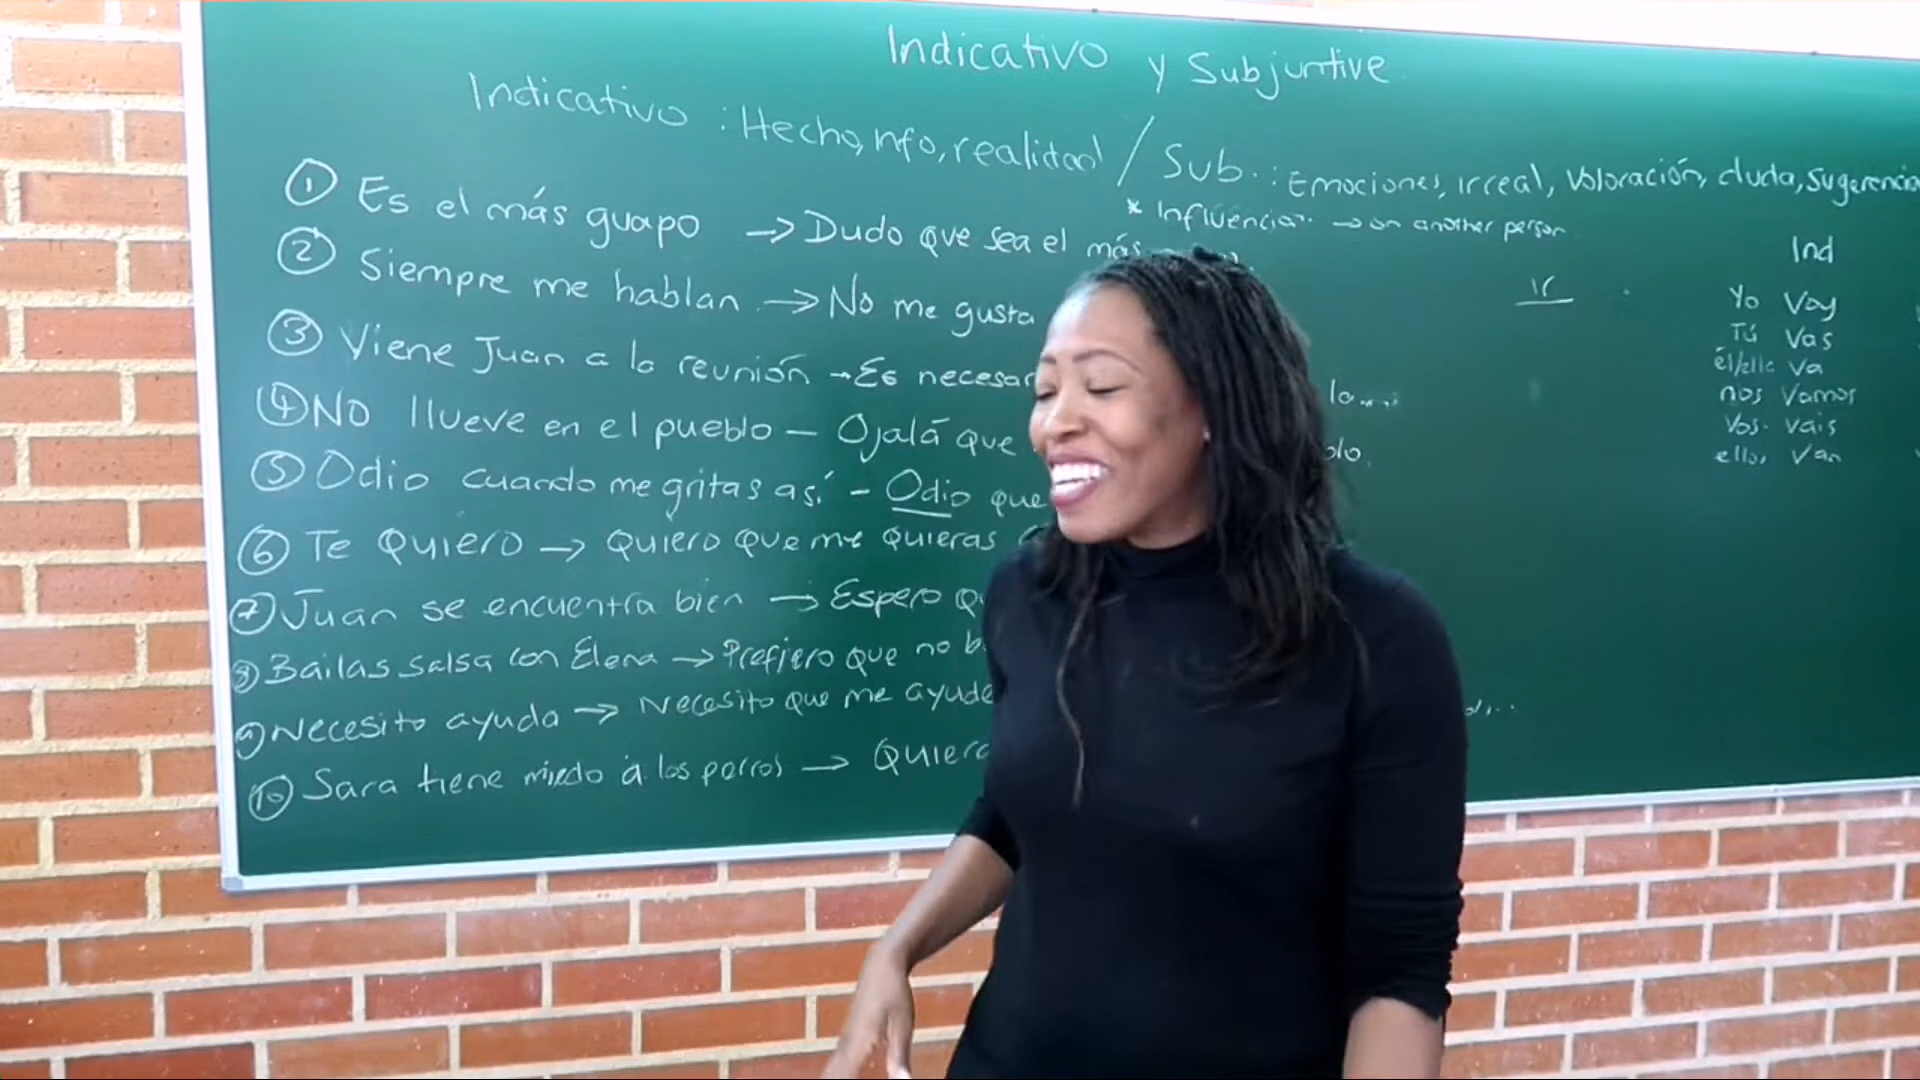 Indicativo y Subjuntive
Indicativo : Hecho, nfo, realidad / Sub.: Emociones, irreal, Valoración, duda, Sugerencia
* Influencia → on another person
① Es el más guapo → Dudo que sea el más
② Siempre me hablan → No me gusta
③ Viene Juan a la reunión → Es necesar la...
④ NO llueve en el pueblo – Ojalá que
⑤ Odio cuando me gritas así – Odio que
⑥ Te Quiero → Quiero que me quieras
⑦ Juan se encuentra bien → Espero qu
⑧ Bailas salsa con Elena → Prefiero que no b
⑨ Necesito ayuda → Necesito que me ayude
⑩ Sara tiene miedo a los perros → Quiero
ir
Ind
Yo Voy
Tú Vas
él/ella va
nos Vamos
Vos. vais
ellos Van